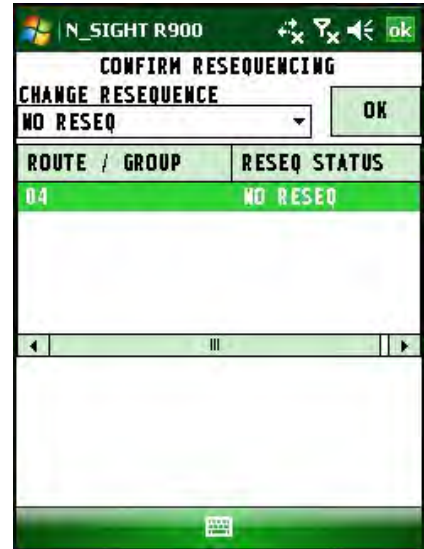 N_SIGHT R900 ok
CONFIRM RESEQUENCING
CHANGE RESEQUENCE
NO RESEQ OK
ROUTE / GROUP RESEQ STATUS
04 NO RESEQ